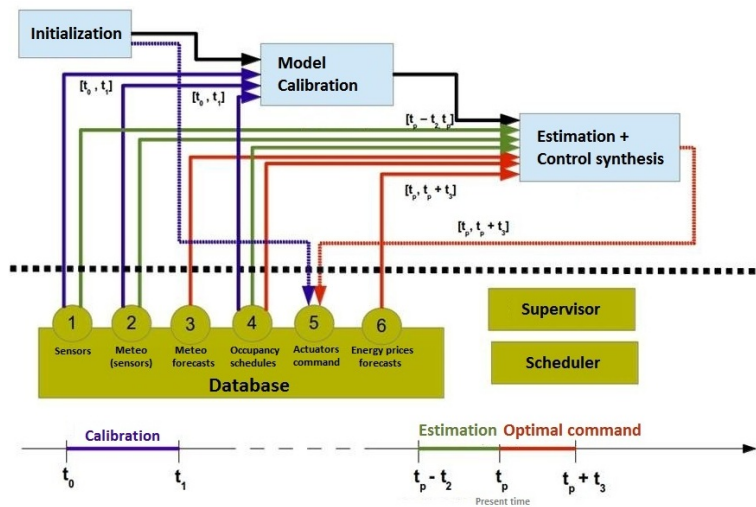 Initialization
Model
Calibration
[t₀ , t₁]
[t₀ , t₁]
[tₚ – t₂, tₚ]
Estimation +
Control synthesis
[tₚ, tₚ + t₃]
[tₚ, tₚ + t₃]
1
2
3
4
5
6
Sensors
Meteo
(sensors)
Meteo
forecasts
Occupancy
schedules
Actuators
command
Energy prices
forecasts
Database
Supervisor
Scheduler
Calibration
Estimation
Optimal command
t₀
t₁
tₚ - t₂
tₚ
tₚ + t₃
Present time